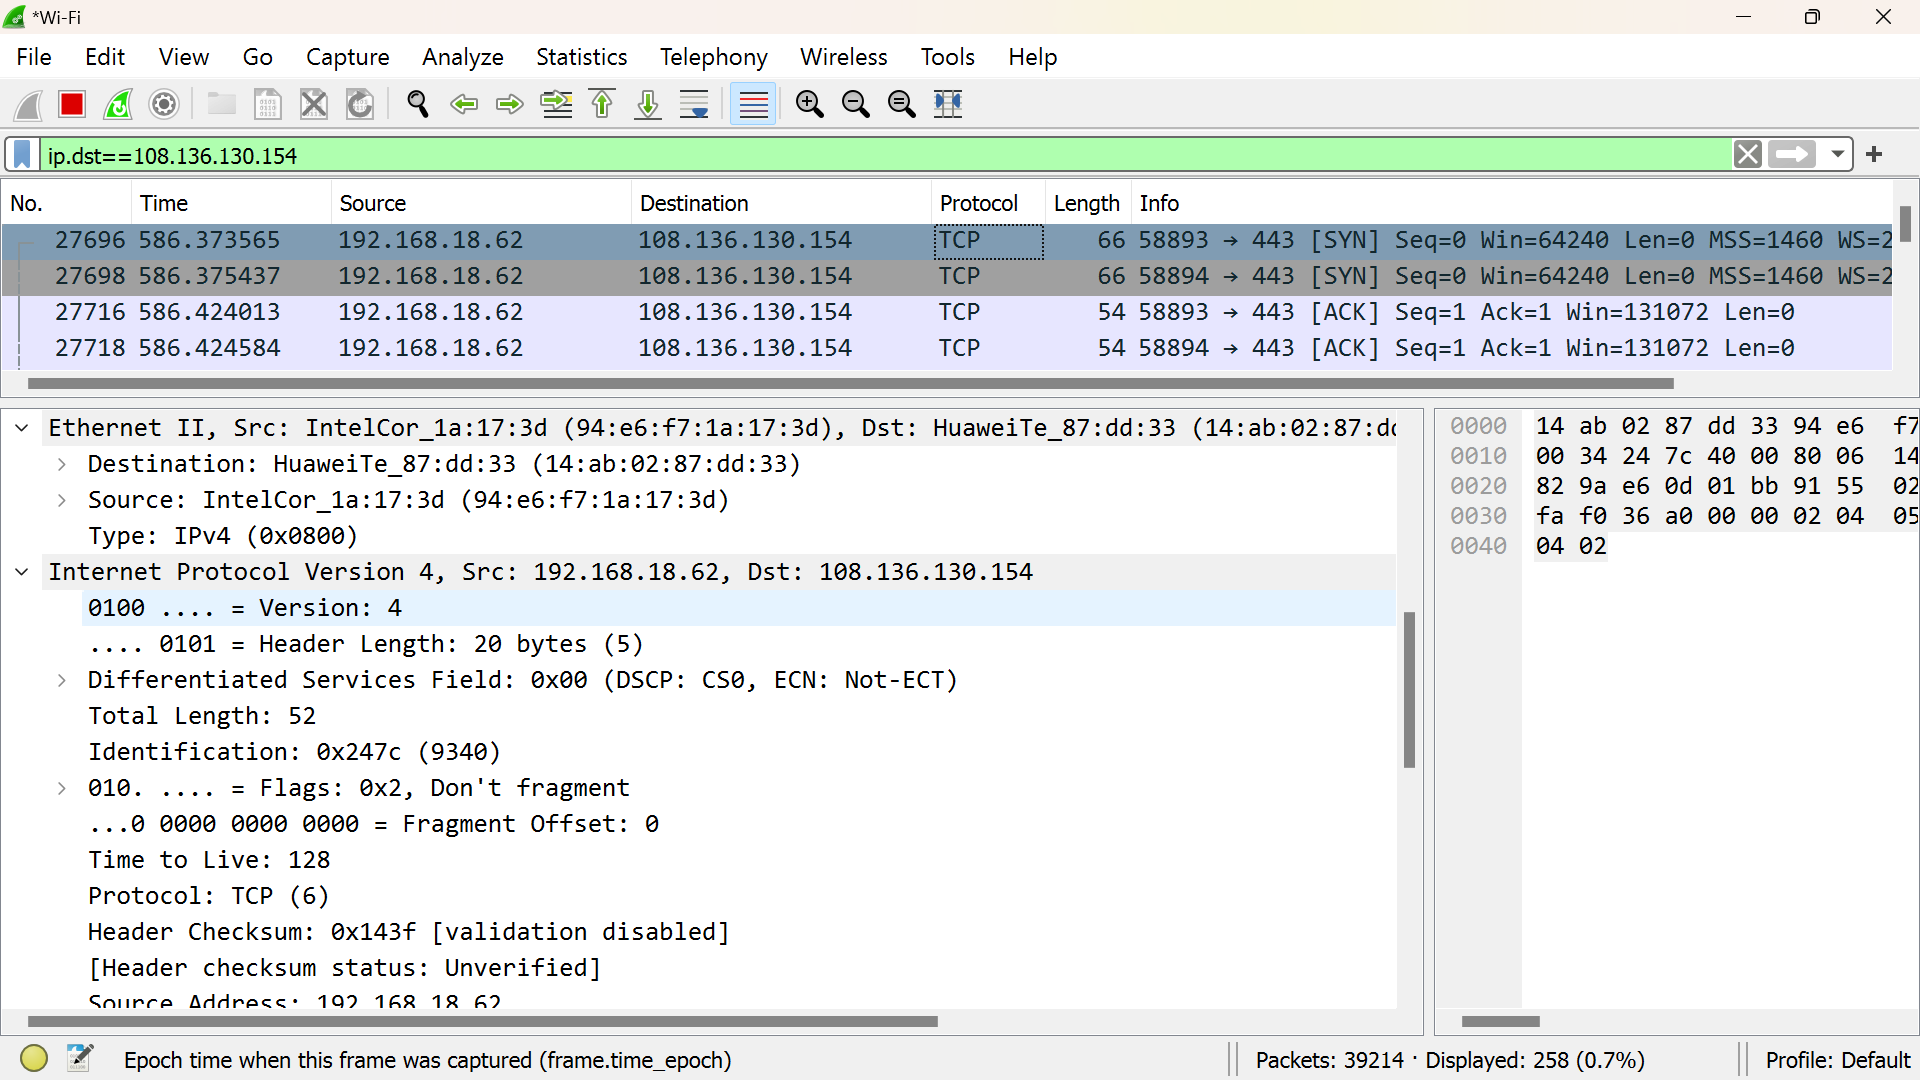 *Wi-Fi
File Edit View Go Capture Analyze Statistics Telephony Wireless Tools Help
ip.dst==108.136.130.154
No. Time Source Destination Protocol Length Info
27696 586.373565 192.168.18.62 108.136.130.154 TCP 66 58893 → 443 [SYN] Seq=0 Win=64240 Len=0 MSS=1460 WS=2
27698 586.375437 192.168.18.62 108.136.130.154 TCP 66 58894 → 443 [SYN] Seq=0 Win=64240 Len=0 MSS=1460 WS=2
27716 586.424013 192.168.18.62 108.136.130.154 TCP 54 58893 → 443 [ACK] Seq=1 Ack=1 Win=131072 Len=0
27718 586.424584 192.168.18.62 108.136.130.154 TCP 54 58894 → 443 [ACK] Seq=1 Ack=1 Win=131072 Len=0
Ethernet II, Src: IntelCor_1a:17:3d (94:e6:f7:1a:17:3d), Dst: HuaweiTe_87:dd:33 (14:ab:02:87:dd
Destination: HuaweiTe_87:dd:33 (14:ab:02:87:dd:33)
Source: IntelCor_1a:17:3d (94:e6:f7:1a:17:3d)
Type: IPv4 (0x0800)
Internet Protocol Version 4, Src: 192.168.18.62, Dst: 108.136.130.154
0100 .... = Version: 4
.... 0101 = Header Length: 20 bytes (5)
Differentiated Services Field: 0x00 (DSCP: CS0, ECN: Not-ECT)
Total Length: 52
Identification: 0x247c (9340)
010. .... = Flags: 0x2, Don't fragment
...0 0000 0000 0000 = Fragment Offset: 0
Time to Live: 128
Protocol: TCP (6)
Header Checksum: 0x143f [validation disabled]
[Header checksum status: Unverified]
Source Address: 192.168.18.62
0000 14 ab 02 87 dd 33 94 e6 f7
0010 00 34 24 7c 40 00 80 06 14
0020 82 9a e6 0d 01 bb 91 55 02
0030 fa f0 36 a0 00 00 02 04 05
0040 04 02
Epoch time when this frame was captured (frame.time_epoch)
Packets: 39214 · Displayed: 258 (0.7%)
Profile: Default